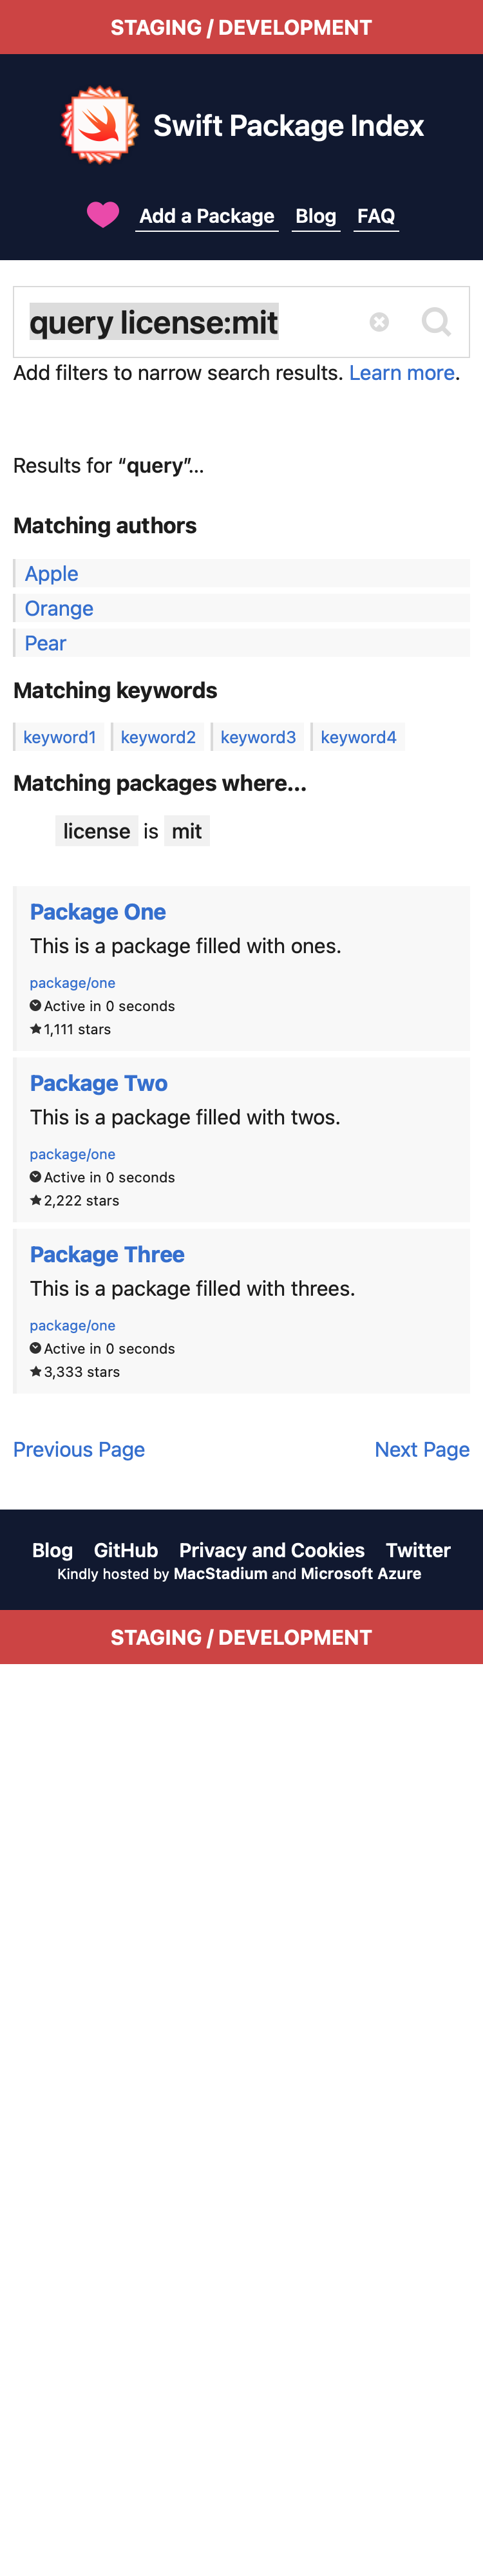 STAGING / DEVELOPMENT
Swift Package Index
Add a Package Blog FAQ
query license:mit
Add filters to narrow search results. Learn more.
Results for “query”…
Matching authors
Apple
Orange
Pear
Matching keywords
keyword1 keyword2 keyword3 keyword4
Matching packages where…
license is mit
Package One
This is a package filled with ones.
package/one
Active in 0 seconds
1,111 stars
Package Two
This is a package filled with twos.
package/one
Active in 0 seconds
2,222 stars
Package Three
This is a package filled with threes.
package/one
Active in 0 seconds
3,333 stars
Previous Page Next Page
Blog GitHub Privacy and Cookies Twitter
Kindly hosted by MacStadium and Microsoft Azure
STAGING / DEVELOPMENT